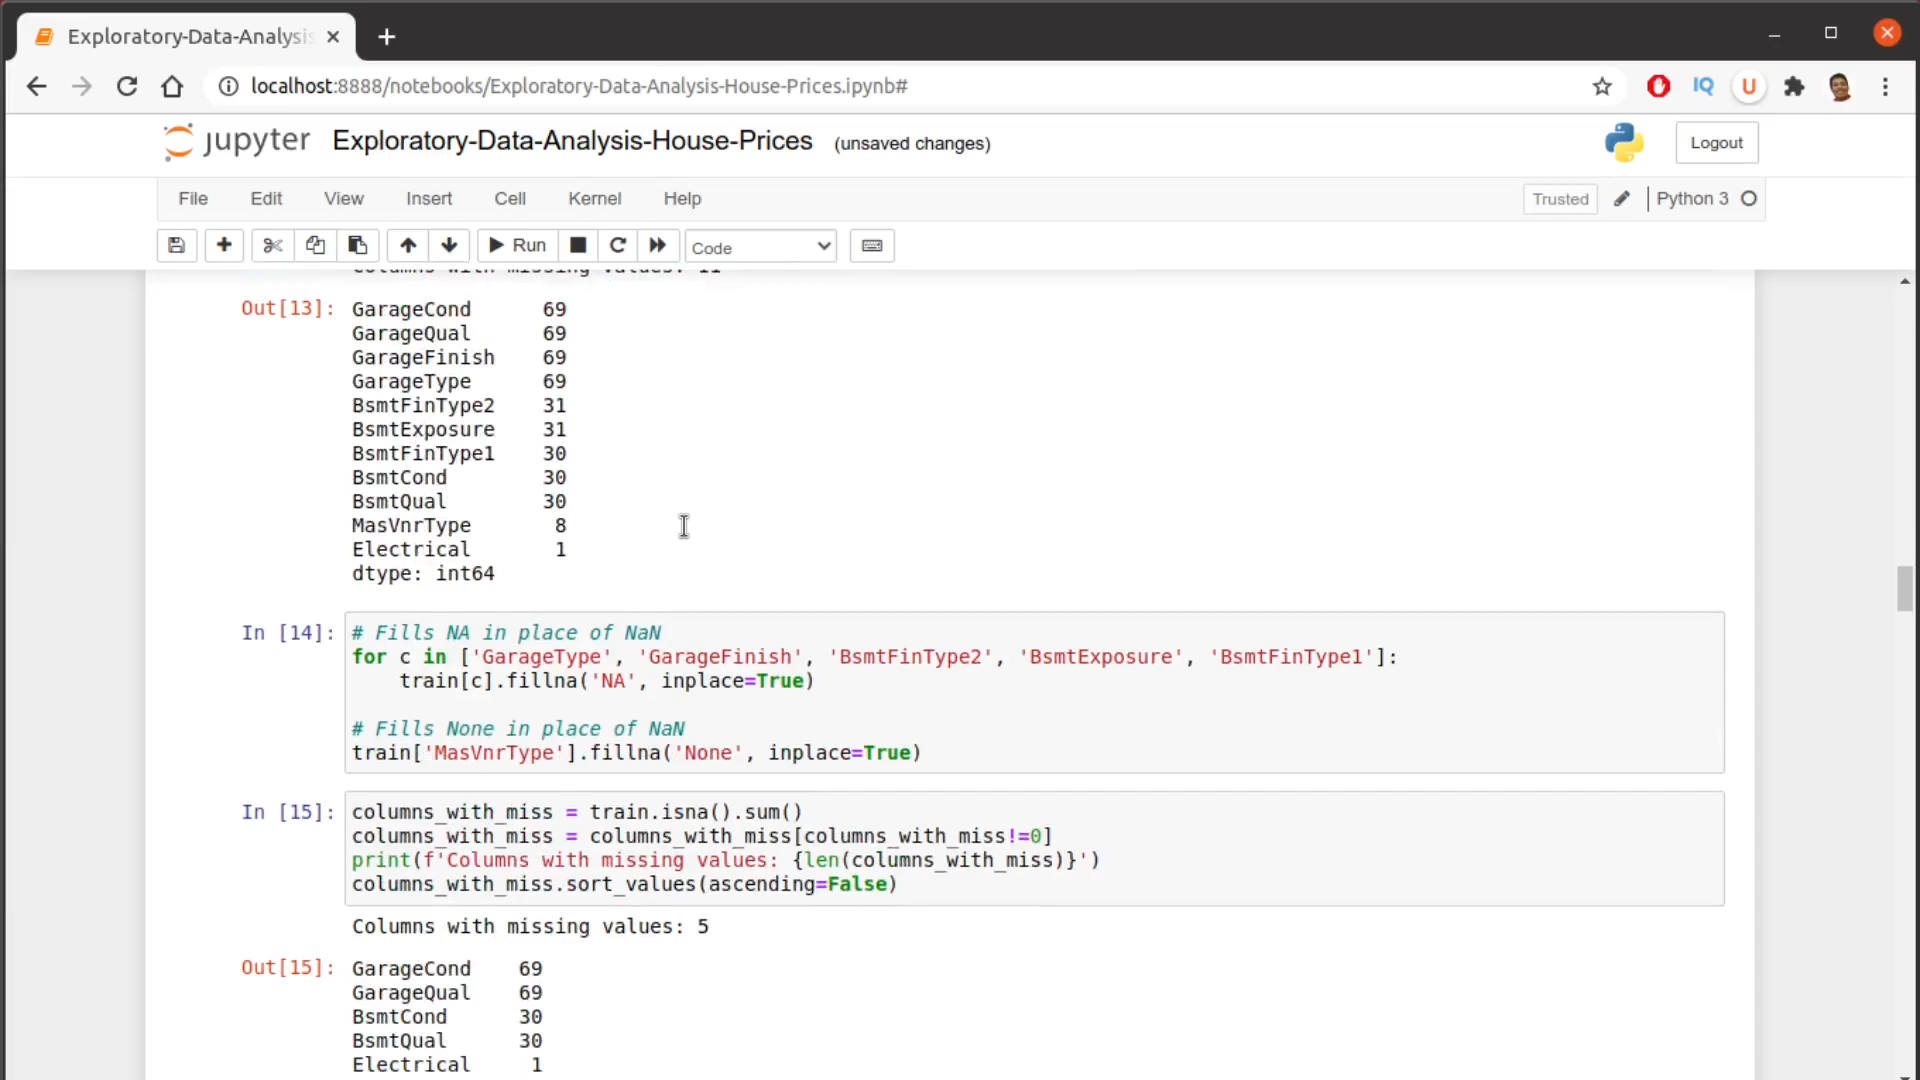 Exploratory-Data-Analysis
localhost:8888/notebooks/Exploratory-Data-Analysis-House-Prices.ipynb#
IQ
U
jupyter Exploratory-Data-Analysis-House-Prices (unsaved changes)
Logout
File Edit View Insert Cell Kernel Help
Trusted
Python 3
Run
Code
Columns with missing values: 11
Out[13]: GarageCond 69
GarageQual 69
GarageFinish 69
GarageType 69
BsmtFinType2 31
BsmtExposure 31
BsmtFinType1 30
BsmtCond 30
BsmtQual 30
MasVnrType 8
Electrical 1
dtype: int64
In [14]: # Fills NA in place of NaN
for c in ['GarageType', 'GarageFinish', 'BsmtFinType2', 'BsmtExposure', 'BsmtFinType1']:
    train[c].fillna('NA', inplace=True)
# Fills None in place of NaN
train['MasVnrType'].fillna('None', inplace=True)
In [15]: columns_with_miss = train.isna().sum()
columns_with_miss = columns_with_miss[columns_with_miss!=0]
print(f'Columns with missing values: {len(columns_with_miss)}')
columns_with_miss.sort_values(ascending=False)
Columns with missing values: 5
Out[15]: GarageCond 69
GarageQual 69
BsmtCond 30
BsmtQual 30
Electrical 1